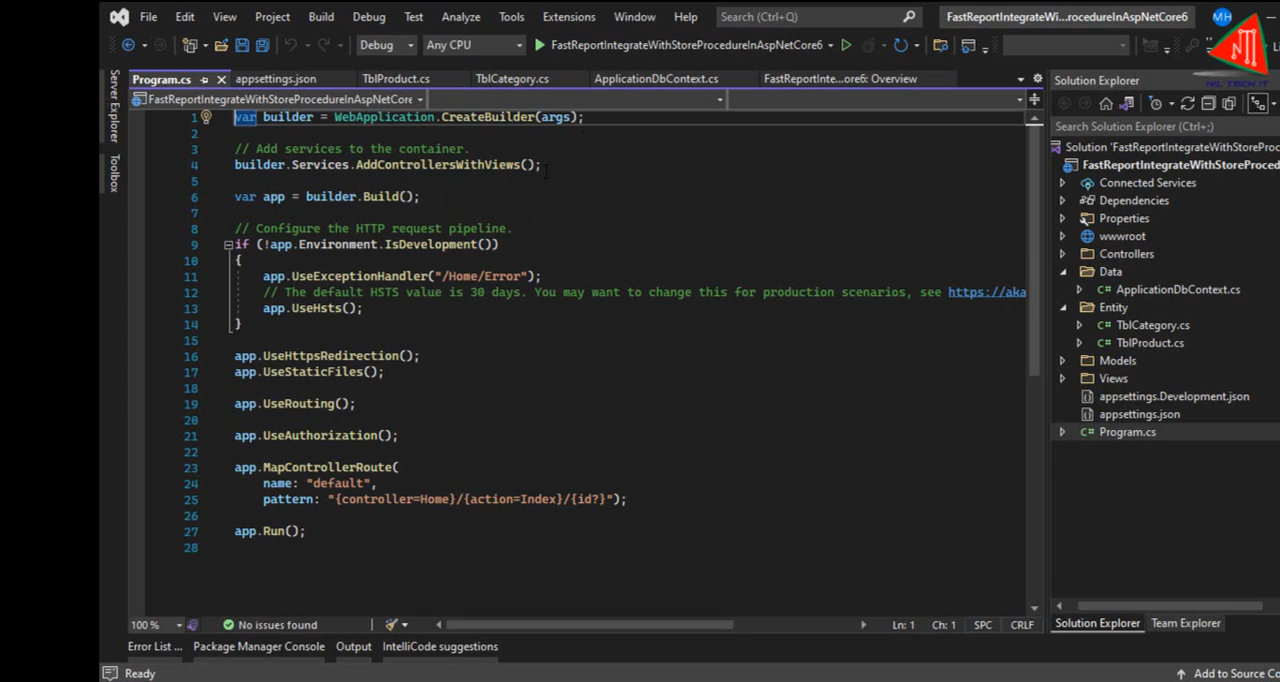 File Edit View Project Build Debug Test Analyze Tools Extensions Window Help Search (Ctrl+Q) FastReportIntegrateWi...rocedureInAspNetCore6 MH
Debug Any CPU FastReportIntegrateWithStoreProcedureInAspNetCore6
ML TECH IT
Server Explorer
Toolbox
Program.cs appsettings.json TblProduct.cs TblCategory.cs ApplicationDbContext.cs FastReportInte...ore6: Overview
FastReportIntegrateWithStoreProcedureInAspNetCore
1 var builder = WebApplication.CreateBuilder(args);
2
3 // Add services to the container.
4 builder.Services.AddControllersWithViews();
5
6 var app = builder.Build();
7
8 // Configure the HTTP request pipeline.
9 if (!app.Environment.IsDevelopment())
10 {
11 app.UseExceptionHandler("/Home/Error");
12 // The default HSTS value is 30 days. You may want to change this for production scenarios, see https://aka
13 app.UseHsts();
14 }
15
16 app.UseHttpsRedirection();
17 app.UseStaticFiles();
18
19 app.UseRouting();
20
21 app.UseAuthorization();
22
23 app.MapControllerRoute(
24 name: "default",
25 pattern: "{controller=Home}/{action=Index}/{id?}");
26
27 app.Run();
28
100 % No issues found Ln: 1 Ch: 1 SPC CRLF
Solution Explorer
Search Solution Explorer (Ctrl+;)
Solution 'FastReportIntegrateWithStoreProce
FastReportIntegrateWithStoreProced
Connected Services
Dependencies
Properties
wwwroot
Controllers
Data
C# ApplicationDbContext.cs
Entity
C# TblCategory.cs
C# TblProduct.cs
Models
Views
appsettings.Development.json
appsettings.json
C# Program.cs
Solution Explorer Team Explorer
Error List ... Package Manager Console Output IntelliCode suggestions
Ready Add to Source Co